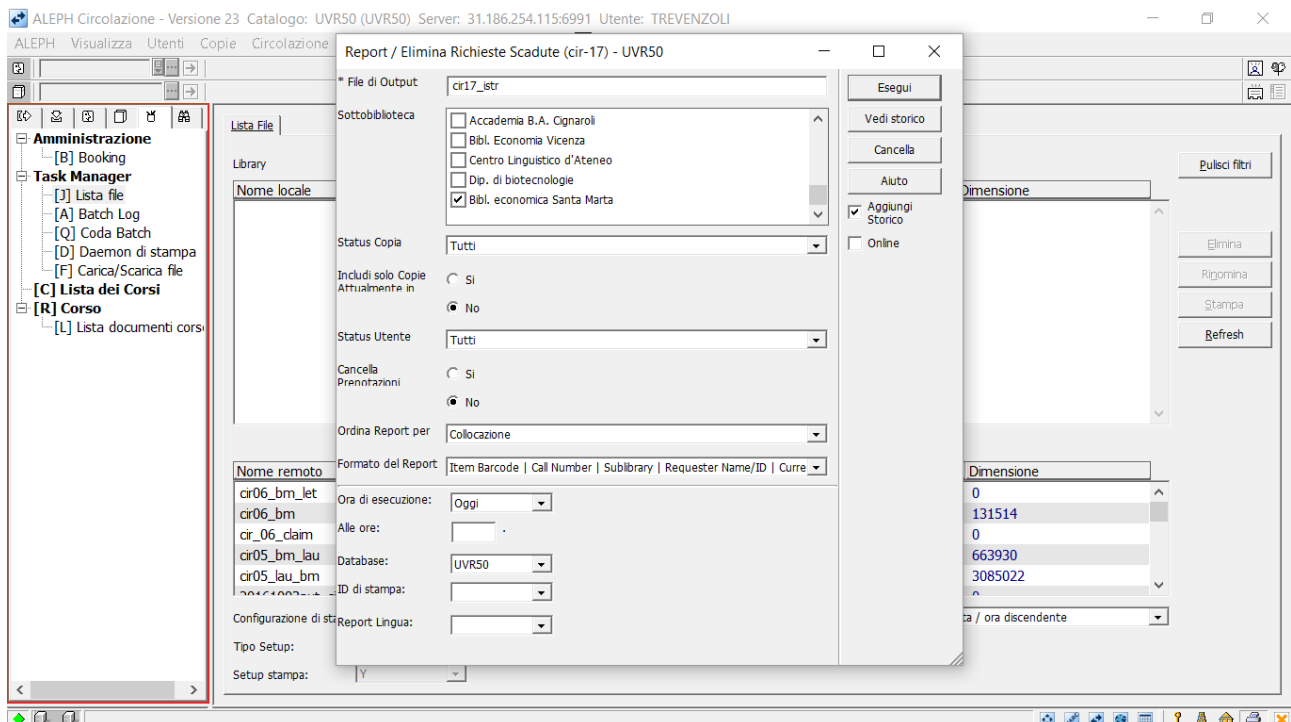 ALEPH Circolazione - Versione 23 Catalogo: UVR50 (UVR50) Server: 31.186.254.115:6991 Utente: TREVENZOLI
ALEPH Visualizza Utenti Copie Circolazione
Report / Elimina Richieste Scadute (cir-17) - UVR50
* File di Output
cir17_istr
Esegui
Sottobiblioteca
Accademia B.A. Cignaroli
Bibl. Economia Vicenza
Centro Linguistico d'Ateneo
Dip. di biotecnologie
Bibl. economica Santa Marta
Vedi storico
Cancella
Aiuto
Aggiungi
Storico
Online
Status Copia
Tutti
Includi solo Copie
Attualmente in
Si
No
Status Utente
Tutti
Cancella
Prenotazioni
Si
No
Ordina Report per
Collocazione
Formato del Report
Item Barcode | Call Number | Sublibrary | Requester Name/ID | Curre
Ora di esecuzione:
Oggi
Alle ore:
Database:
UVR50
ID di stampa:
Report Lingua:
Amministrazione
[B] Booking
Task Manager
[J] Lista file
[A] Batch Log
[Q] Coda Batch
[D] Daemon di stampa
[F] Carica/Scarica file
[C] Lista dei Corsi
[R] Corso
[L] Lista documenti cors
Lista File
Library
Nome locale
Dimensione
Pulisci filtri
Elimina
Rinomina
Stampa
Refresh
Nome remoto
Dimensione
cir06_bm_let
0
cir06_bm
131514
cir_06_claim
0
cir05_bm_lau
663930
cir05_lau_bm
3085022
Configurazione di sta
ta / ora discendente
Tipo Setup:
Setup stampa:
Y